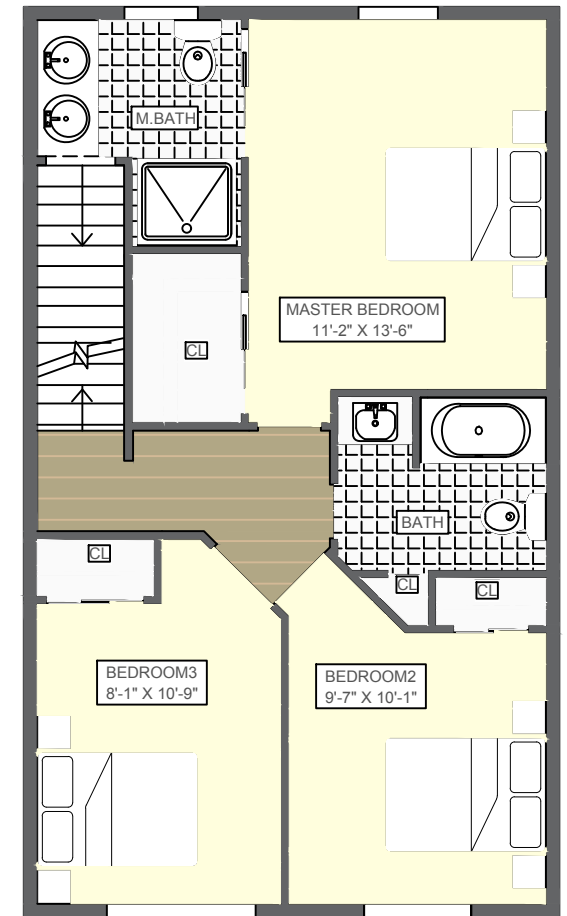 M.BATH
MASTER BEDROOM
11'-2" X 13'-6"
CL
BATH
CL
CL
CL
BEDROOM3
8'-1" X 10'-9"
BEDROOM2
9'-7" X 10'-1"